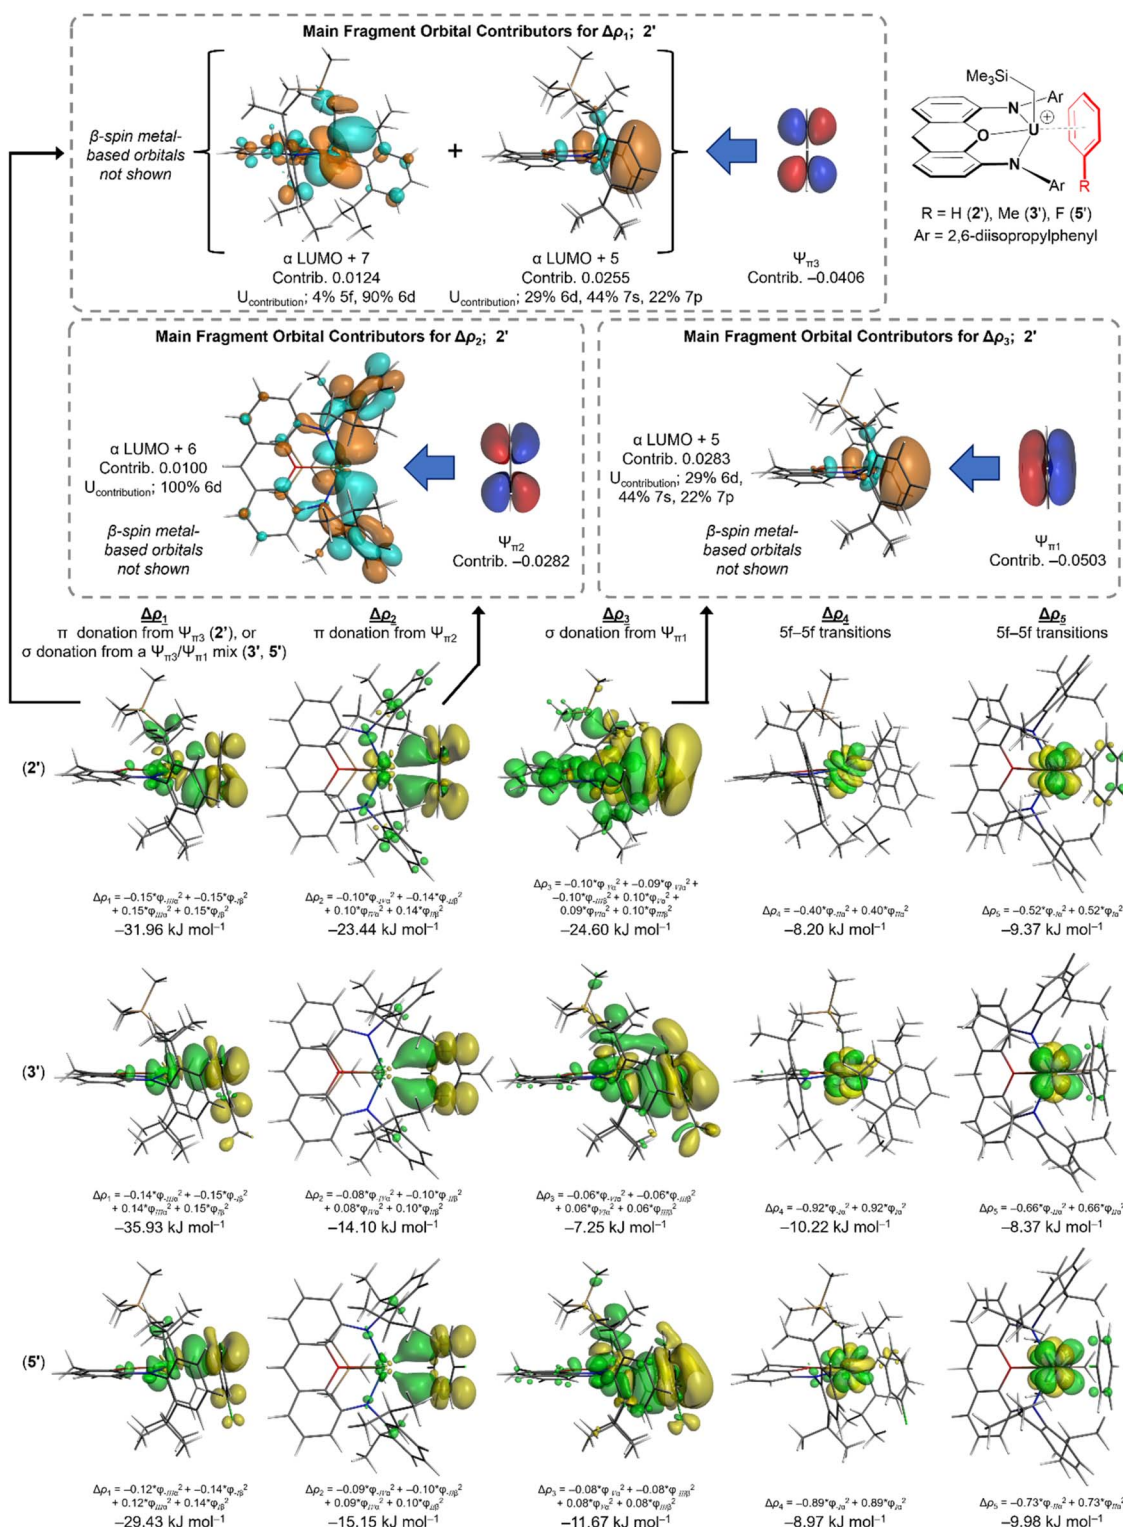 Main Fragment Orbital Contributors for Δρ₁; 2'
β-spin metal-
based orbitals
not shown
+
α LUMO + 7
Contrib. 0.0124
U_contribution; 4% 5f, 90% 6d
α LUMO + 5
Contrib. 0.0255
U_contribution; 29% 6d, 44% 7s, 22% 7p
Ψπ3
Contrib. –0.0406
Me₃Si
Ar
N
O
U
⊕
N
Ar
R
R = H (2'), Me (3'), F (5')
Ar = 2,6-diisopropylphenyl
Main Fragment Orbital Contributors for Δρ₂; 2'
α LUMO + 6
Contrib. 0.0100
U_contribution; 100% 6d
β-spin metal-
based orbitals
not shown
Ψπ2
Contrib. –0.0282
Main Fragment Orbital Contributors for Δρ₃; 2'
α LUMO + 5
Contrib. 0.0283
U_contribution; 29% 6d,
44% 7s, 22% 7p
β-spin metal-
based orbitals
not shown
Ψπ1
Contrib. –0.0503
Δρ₁
π donation from Ψπ3 (2'), or
σ donation from a Ψπ3/Ψπ1 mix (3', 5')
Δρ₂
π donation from Ψπ2
Δρ₃
σ donation from Ψπ1
Δρ₄
5f–5f transitions
Δρ₅
5f–5f transitions
(2')
–31.96 kJ mol⁻¹
–23.44 kJ mol⁻¹
–24.60 kJ mol⁻¹
–8.20 kJ mol⁻¹
–9.37 kJ mol⁻¹
(3')
–35.93 kJ mol⁻¹
–14.10 kJ mol⁻¹
–7.25 kJ mol⁻¹
–10.22 kJ mol⁻¹
–8.37 kJ mol⁻¹
(5')
–29.43 kJ mol⁻¹
–15.15 kJ mol⁻¹
–11.67 kJ mol⁻¹
–8.97 kJ mol⁻¹
–9.98 kJ mol⁻¹